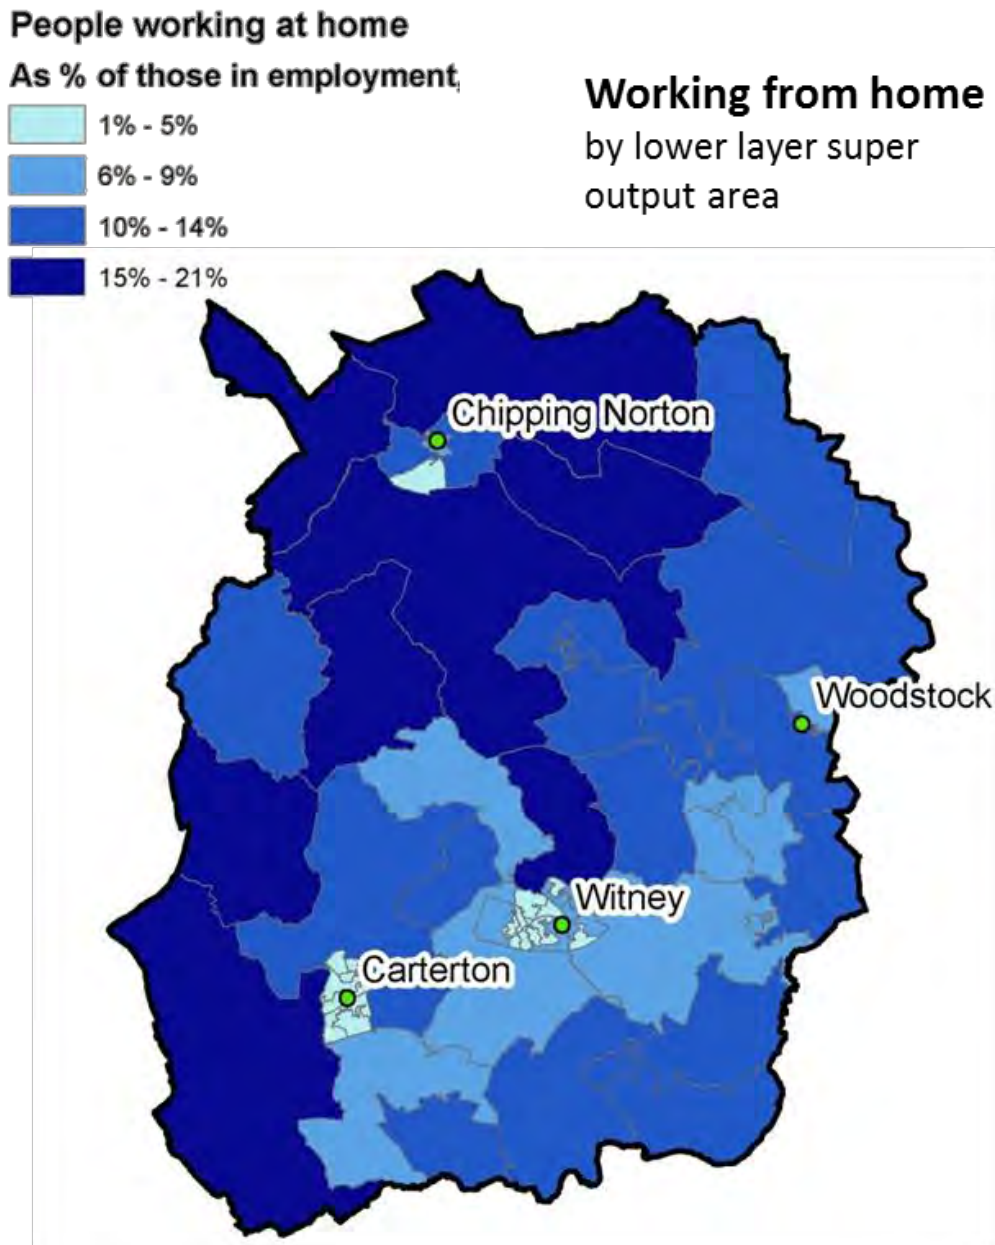 People working at home
As % of those in employment,
1% - 5%
6% - 9%
10% - 14%
15% - 21%
Working from home
by lower layer super
output area
Chipping Norton
Woodstock
Witney
Carterton